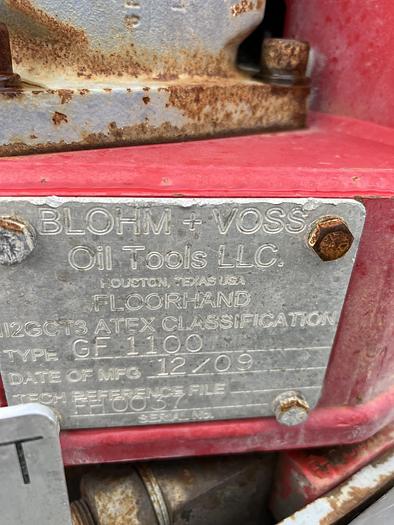 BLOHM + VOSS
Oil Tools LLC.
HOUSTON, TEXAS USA
FLOORHAND
II2GCT3 ATEX CLASSIFICATION
TYPE GF 1100
DATE OF MFG 12/09
TECH REFERENCE FILE
SERIAL No.